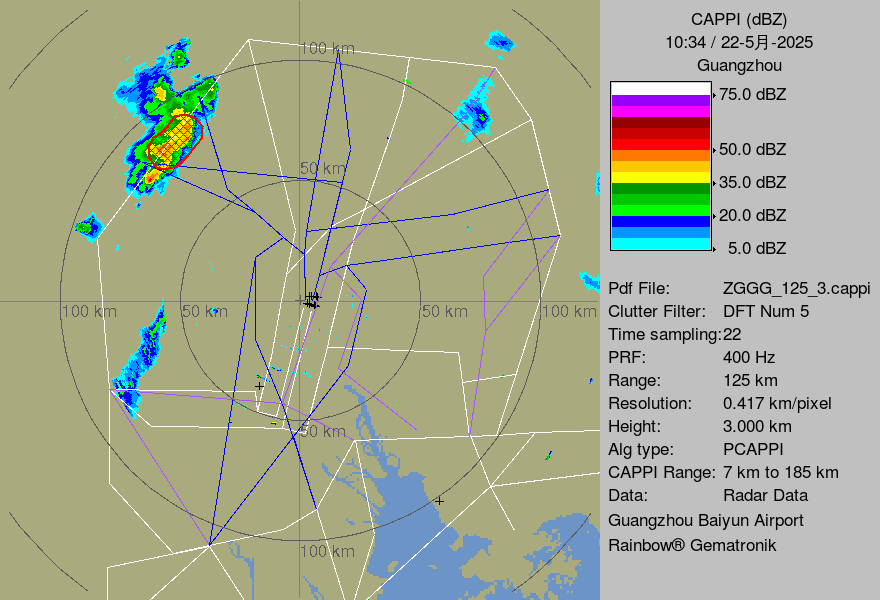 100 km
50 km
100 km
50 km
50 km
100 km
50 km
100 km
CAPPI (dBZ)
10:34 / 22-5月-2025
Guangzhou
75.0 dBZ
50.0 dBZ
35.0 dBZ
20.0 dBZ
5.0 dBZ
Pdf File: ZGGG_125_3.cappi
Clutter Filter: DFT Num 5
Time sampling:22
PRF: 400 Hz
Range: 125 km
Resolution: 0.417 km/pixel
Height: 3.000 km
Alg type: PCAPPI
CAPPI Range: 7 km to 185 km
Data: Radar Data
Guangzhou Baiyun Airport
Rainbow® Gematronik